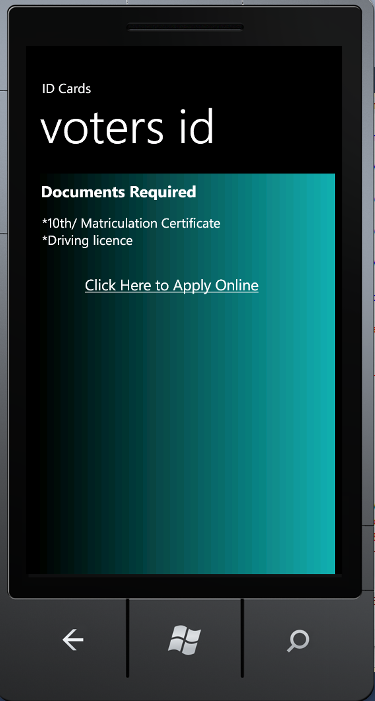 ID Cards
voters id
Documents Required
*10th/ Matriculation Certificate
*Driving licence
Click Here to Apply Online